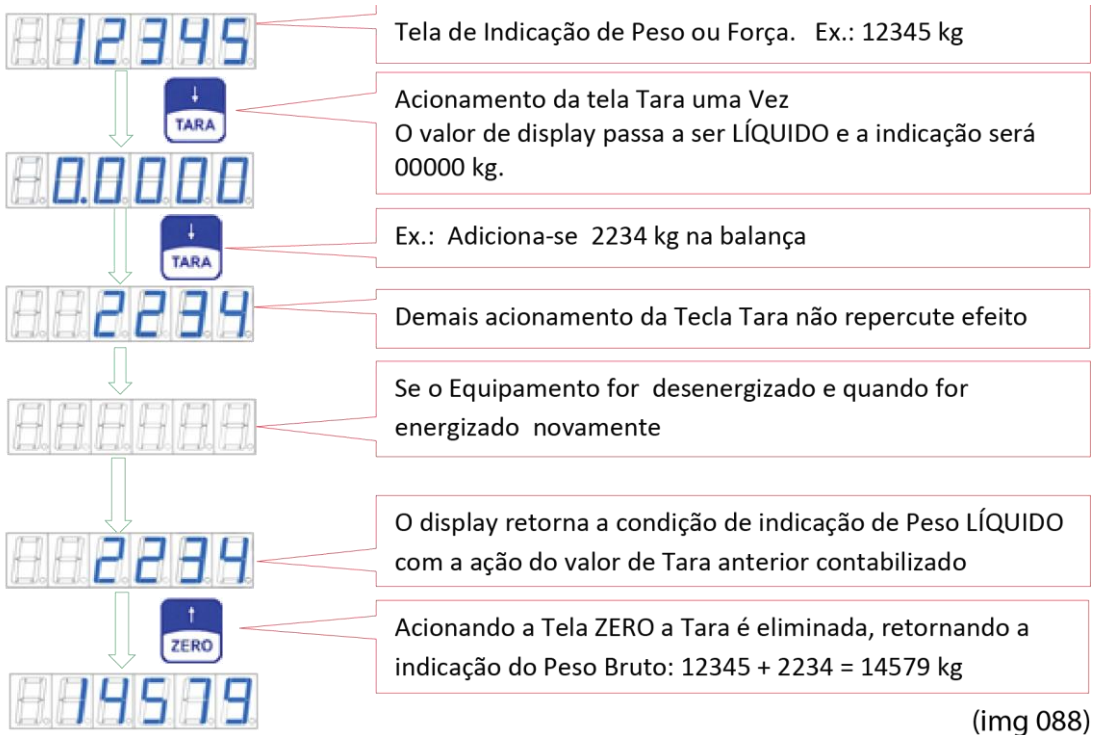 12345
Tela de Indicação de Peso ou Força. Ex.: 12345 kg
↓
TARA
Acionamento da tela Tara uma Vez
O valor de display passa a ser LÍQUIDO e a indicação será
00000 kg.
0.0.0.0.0
↓
TARA
Ex.: Adiciona-se 2234 kg na balança
2234
Demais acionamento da Tecla Tara não repercute efeito
Se o Equipamento for desenergizado e quando for
energizado novamente
2234
O display retorna a condição de indicação de Peso LÍQUIDO
com a ação do valor de Tara anterior contabilizado
↑
ZERO
Acionando a Tela ZERO a Tara é eliminada, retornando a
indicação do Peso Bruto: 12345 + 2234 = 14579 kg
14579
(img 088)